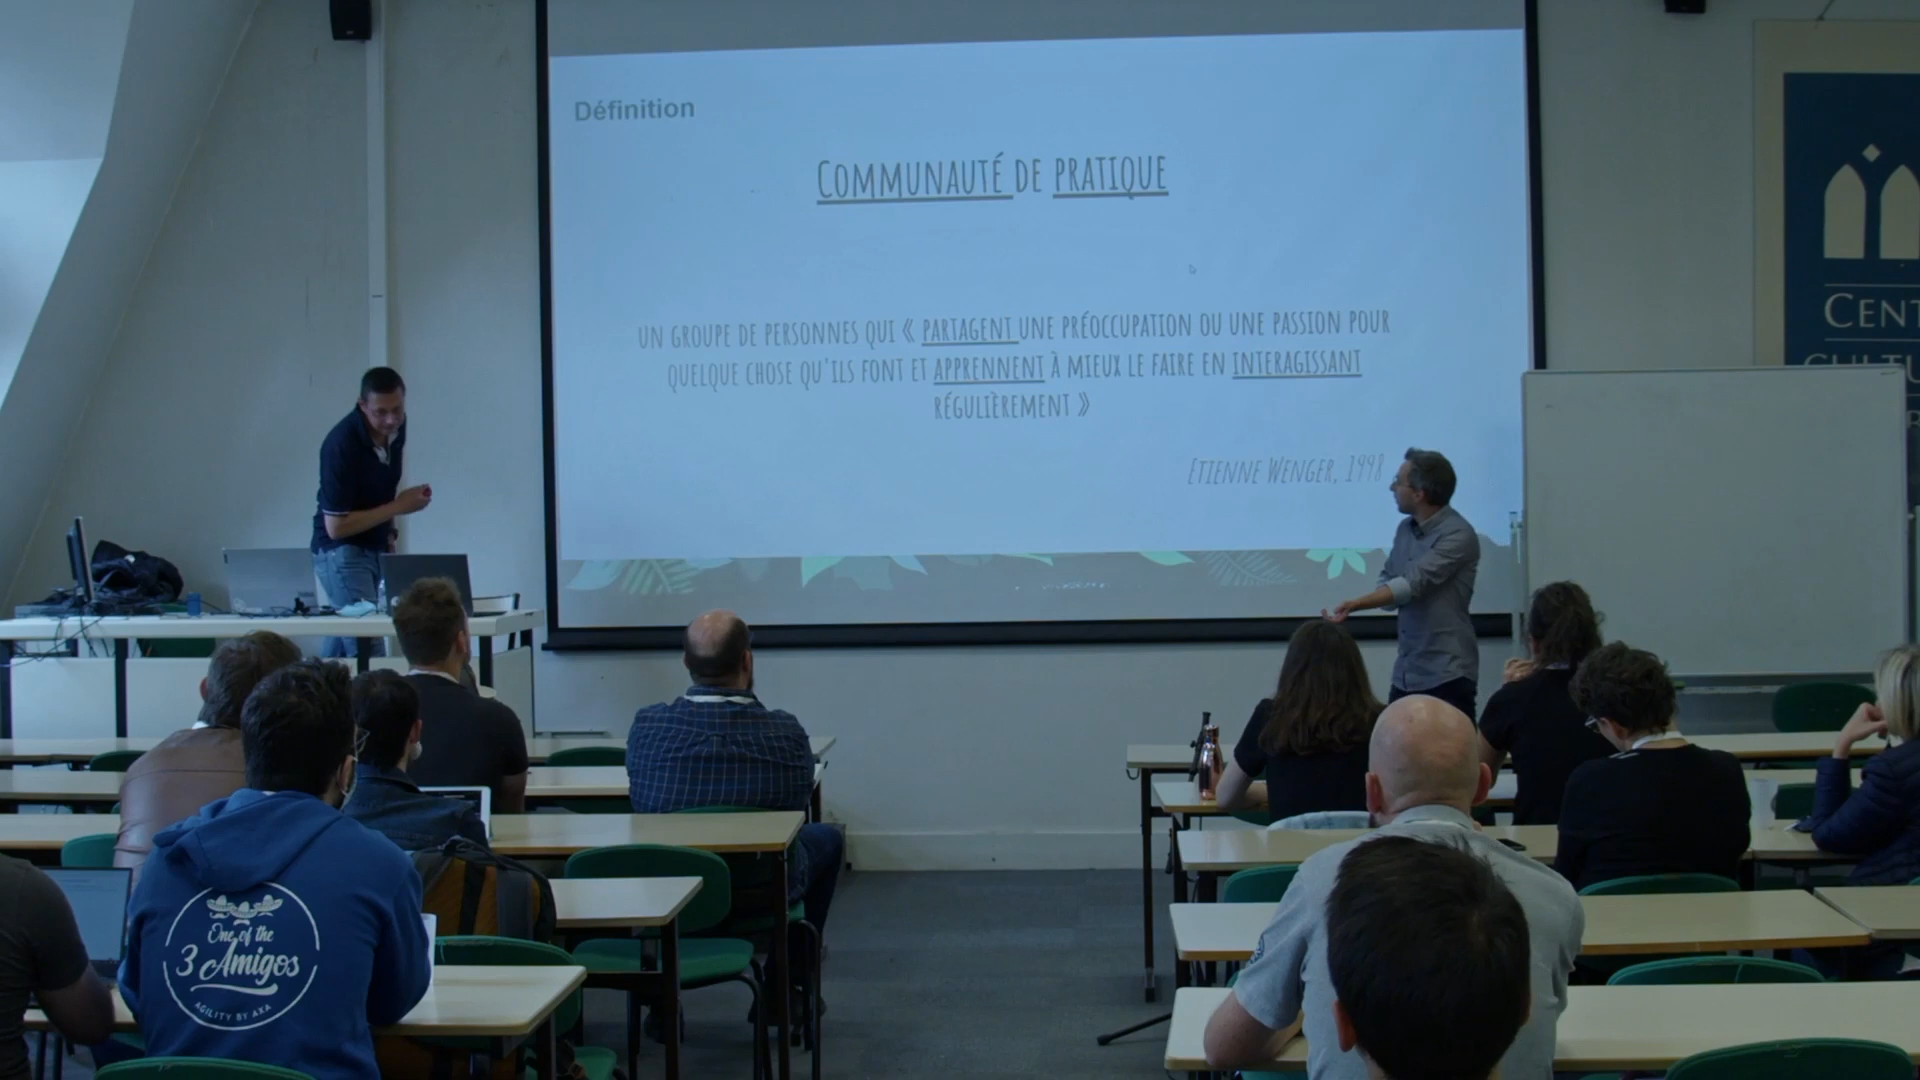 Définition
COMMUNAUTÉ DE PRATIQUE
UN GROUPE DE PERSONNES QUI « PARTAGENT UNE PRÉOCCUPATION OU UNE PASSION POUR
QUELQUE CHOSE QU'ILS FONT ET APPRENNENT À MIEUX LE FAIRE EN INTERAGISSANT
RÉGULIÈREMENT »
ETIENNE WENGER, 1998
CENT
CULTU
One of the
3 Amigos
AGILITY BY AXA